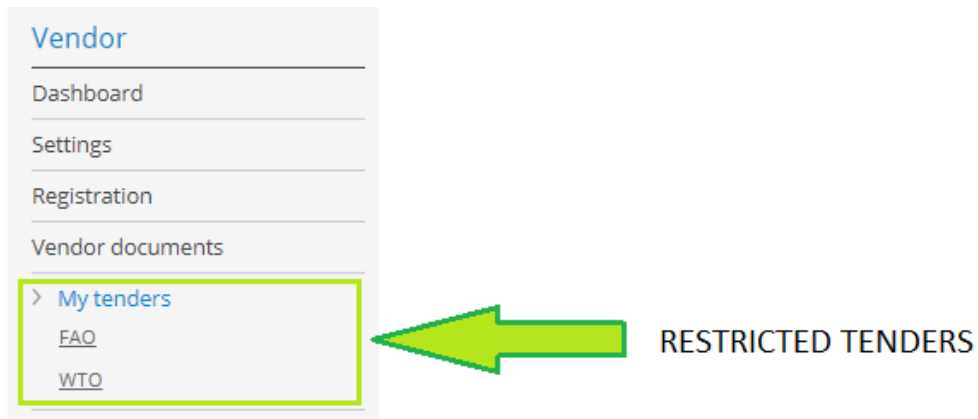 Vendor
Dashboard
Settings
Registration
Vendor documents
My tenders
FAO
WTO
RESTRICTED TENDERS